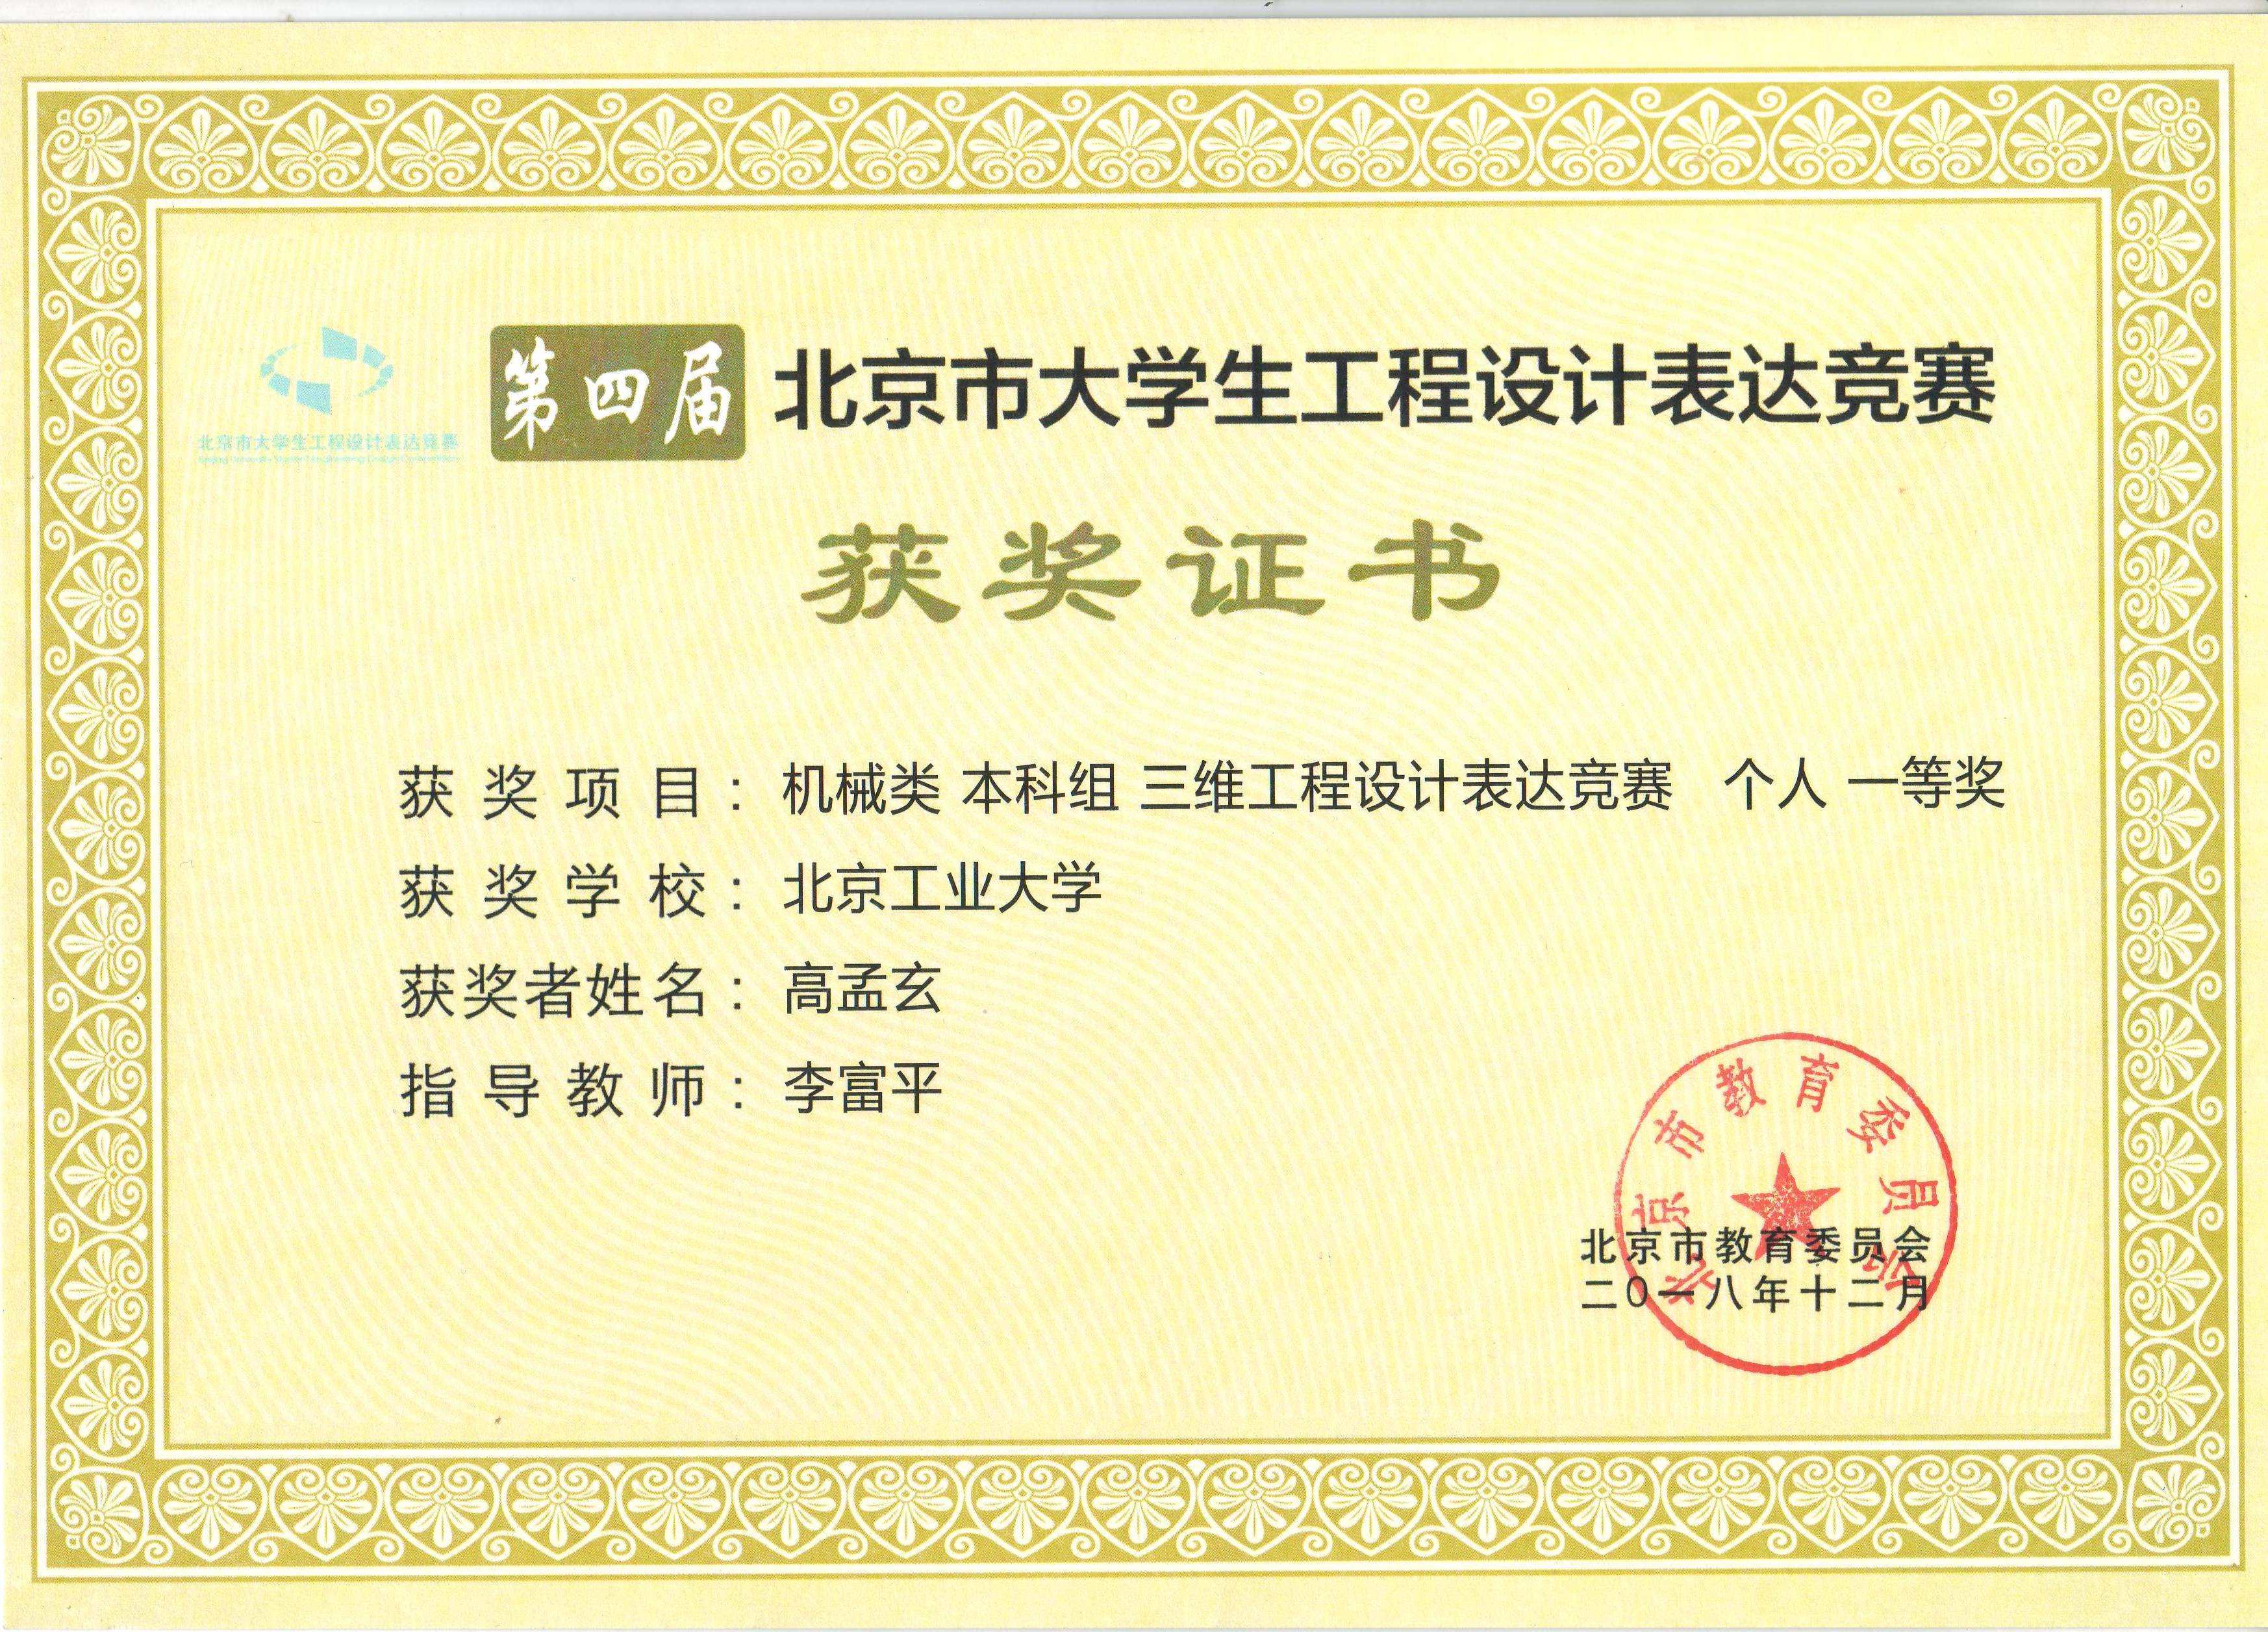 北京市大学生工程设计表达竞赛
第四届 北京市大学生工程设计表达竞赛
获奖证书
获奖项目：机械类 本科组 三维工程设计表达竞赛 个人 一等奖
获奖学校：北京工业大学
获奖者姓名：高孟玄
指导教师：李富平
北京市教育委员会
二〇一八年十二月
北京市教育委员会